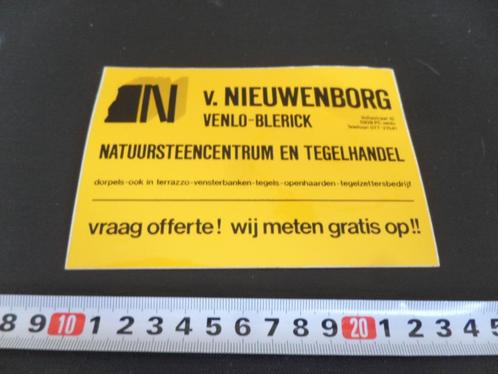 N v. NIEUWENBORG
VENLO-BLERICK
Telefoon 077-
NATUURSTEENCENTRUM EN TEGELHANDEL
dorpels-ook in terrazzo-vensterbanken-tegels-openhaarden-tegelzettersbedrijf
vraag offerte! wij meten gratis op!!
8 9 10 1 2 3 4 5 6 7 8 9 20 1 2 3 4 5